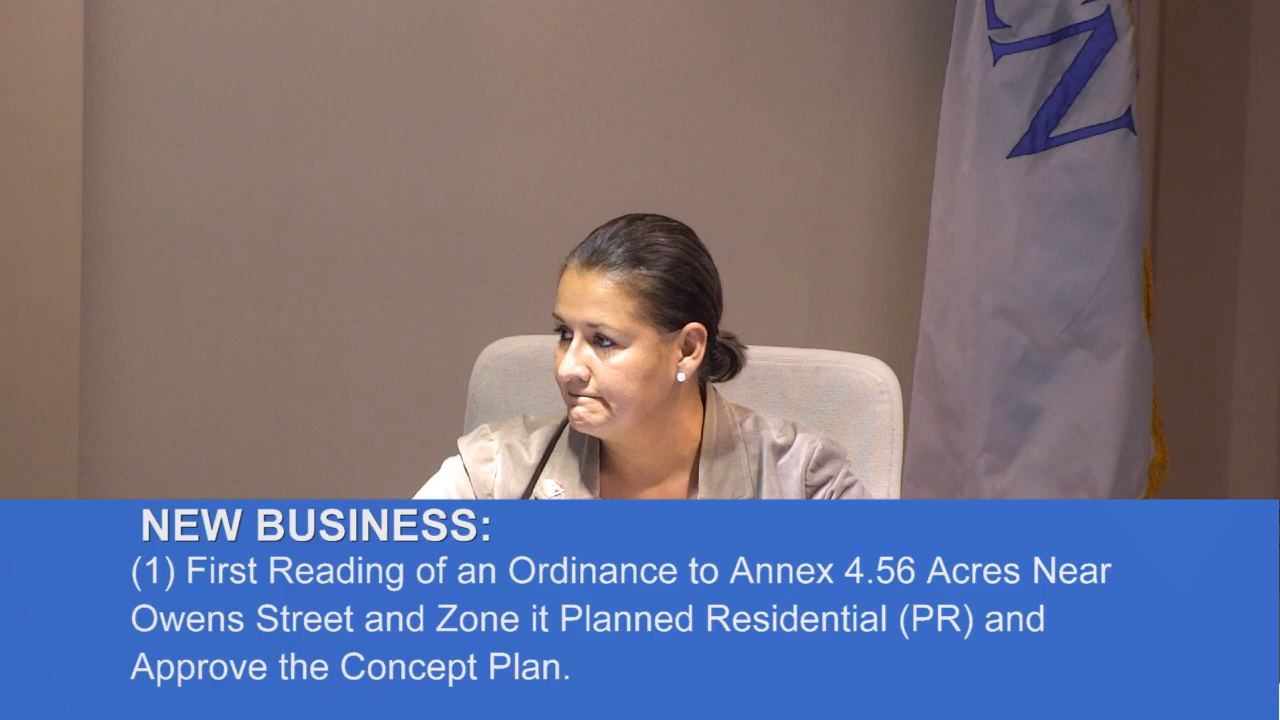 N
NEW BUSINESS:
(1) First Reading of an Ordinance to Annex 4.56 Acres Near
Owens Street and Zone it Planned Residential (PR) and
Approve the Concept Plan.